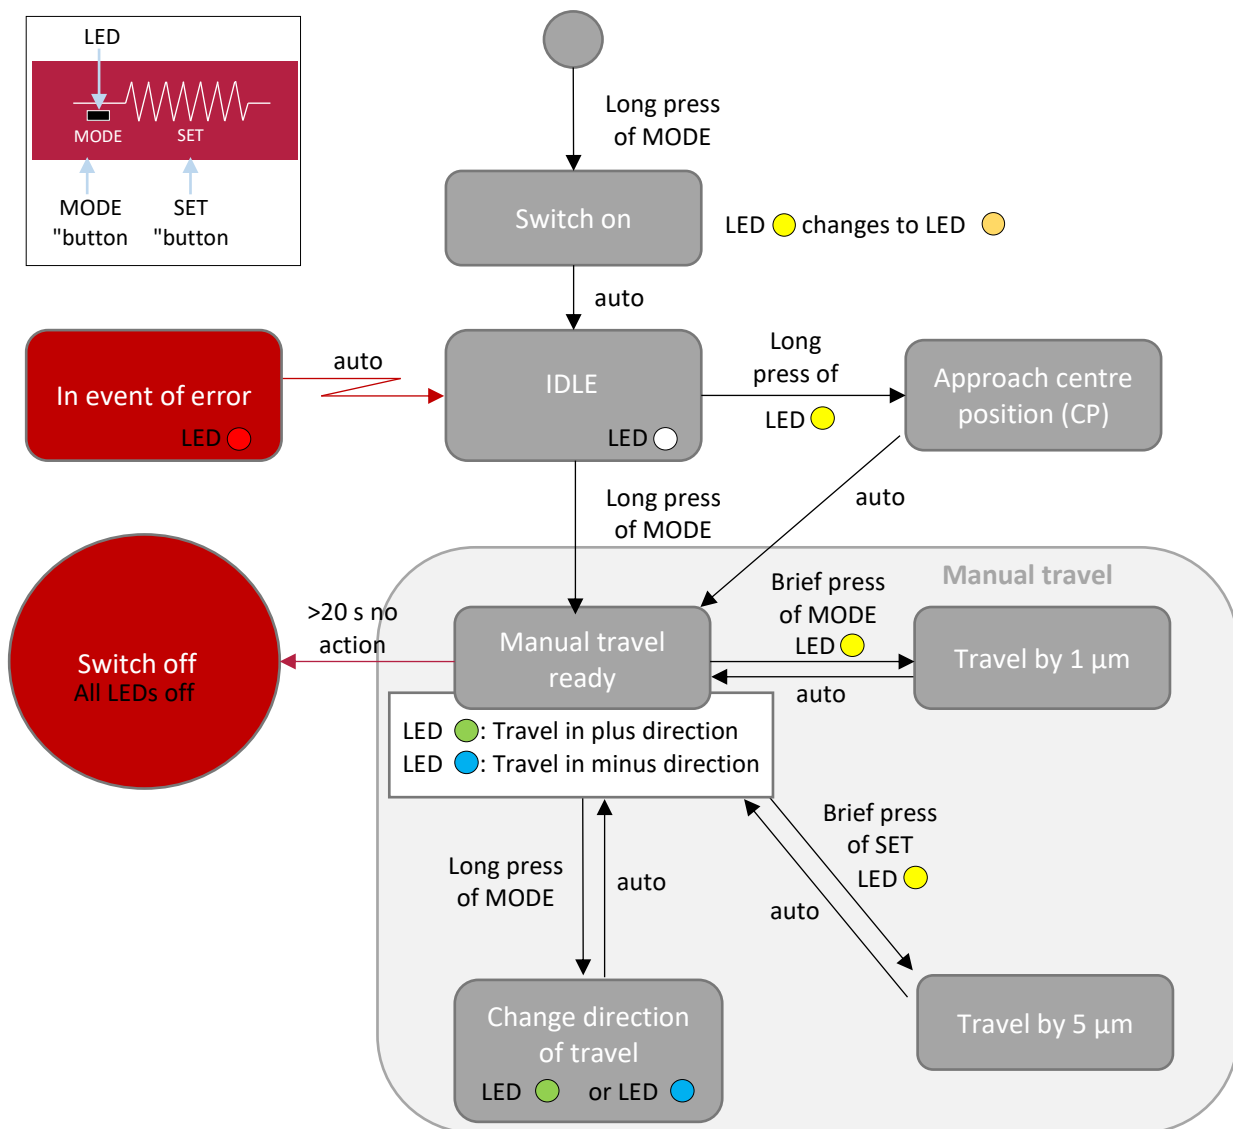 LED
MODE
SET
MODE
"button
SET
"button
Long press
of MODE
Switch on
LED changes to LED
auto
In event of error
LED
auto
IDLE
LED
Long
press of
LED
Approach centre
position (CP)
Long press
of MODE
auto
Manual travel
>20 s no
action
Switch off
All LEDs off
Manual travel
ready
Brief press
of MODE
LED
auto
Travel by 1 µm
LED : Travel in plus direction
LED : Travel in minus direction
Long press
of MODE
auto
Brief press
of SET
LED
auto
Change direction
of travel
LED or LED
Travel by 5 µm